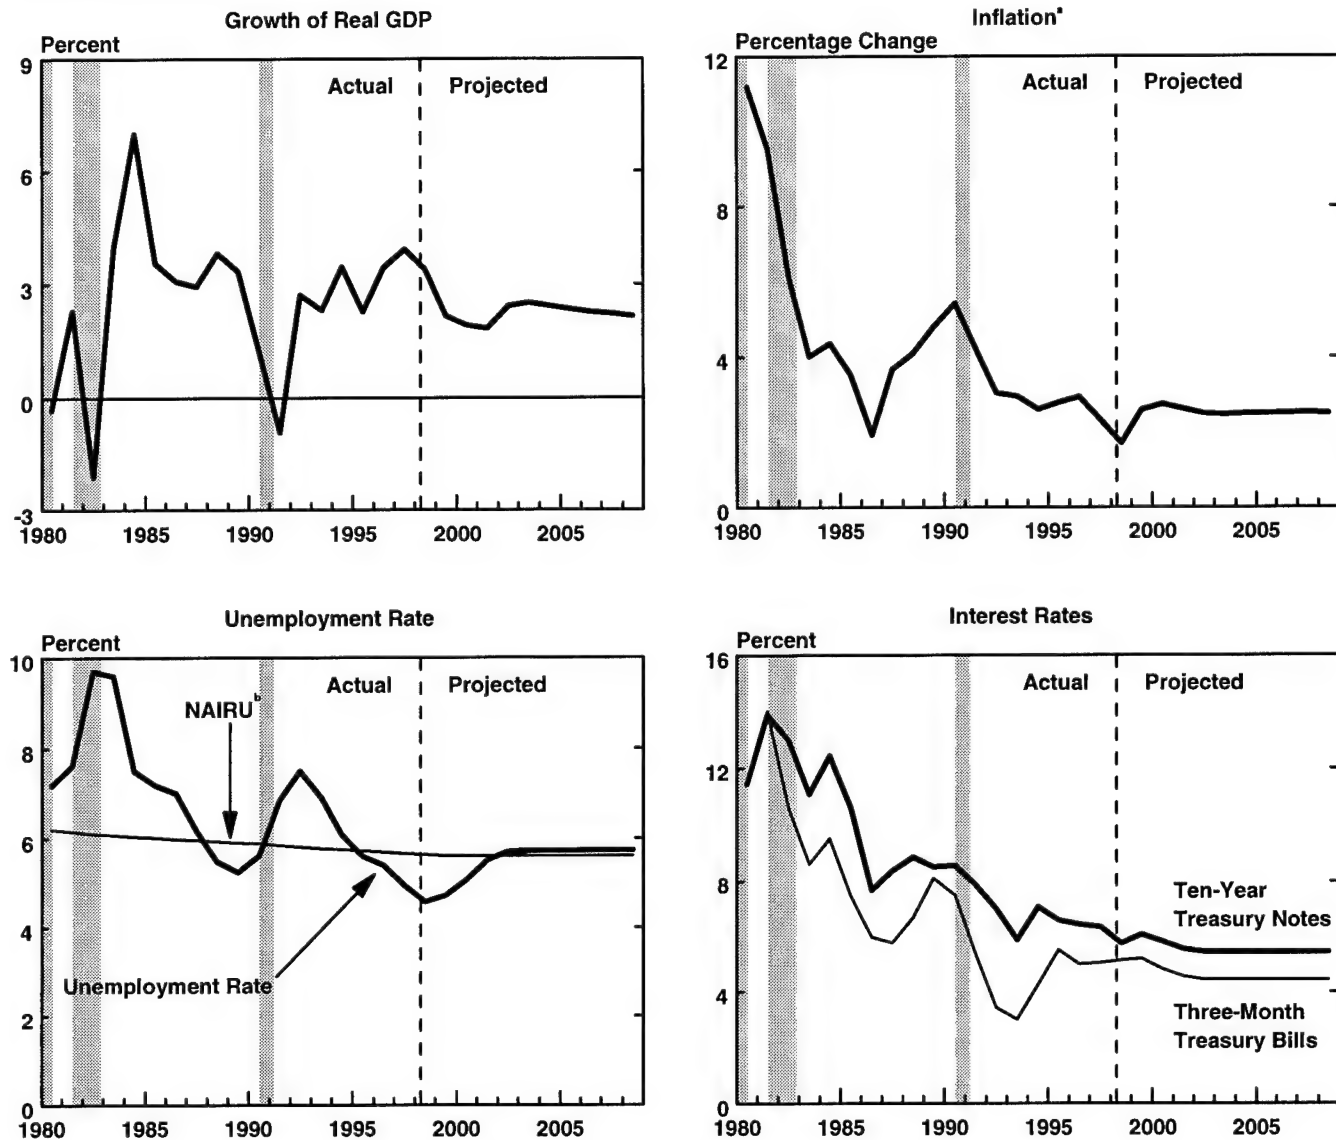 Growth of Real GDP
Percent
9
6
3
0
-3
Actual
Projected
1980 1985 1990 1995 2000 2005
Inflationᵃ
Percentage Change
12
8
4
0
Actual
Projected
1980 1985 1990 1995 2000 2005
Unemployment Rate
Percent
10
8
6
4
2
0
Actual
Projected
NAIRUᵇ
Unemployment Rate
1980 1985 1990 1995 2000 2005
Interest Rates
Percent
16
12
8
4
0
Actual
Projected
Ten-Year
Treasury Notes
Three-Month
Treasury Bills
1980 1985 1990 1995 2000 2005